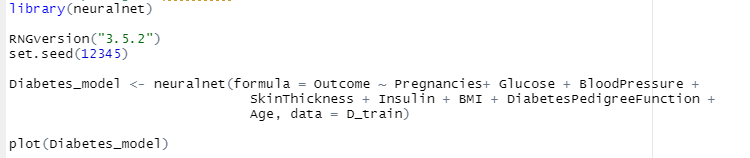 library(neuralnet)
RNGversion("3.5.2")
set.seed(12345)
Diabetes_model <- neuralnet(formula = Outcome ~ Pregnancies+ Glucose + BloodPressure +
SkinThickness + Insulin + BMI + DiabetesPedigreeFunction +
Age, data = D_train)
plot(Diabetes_model)